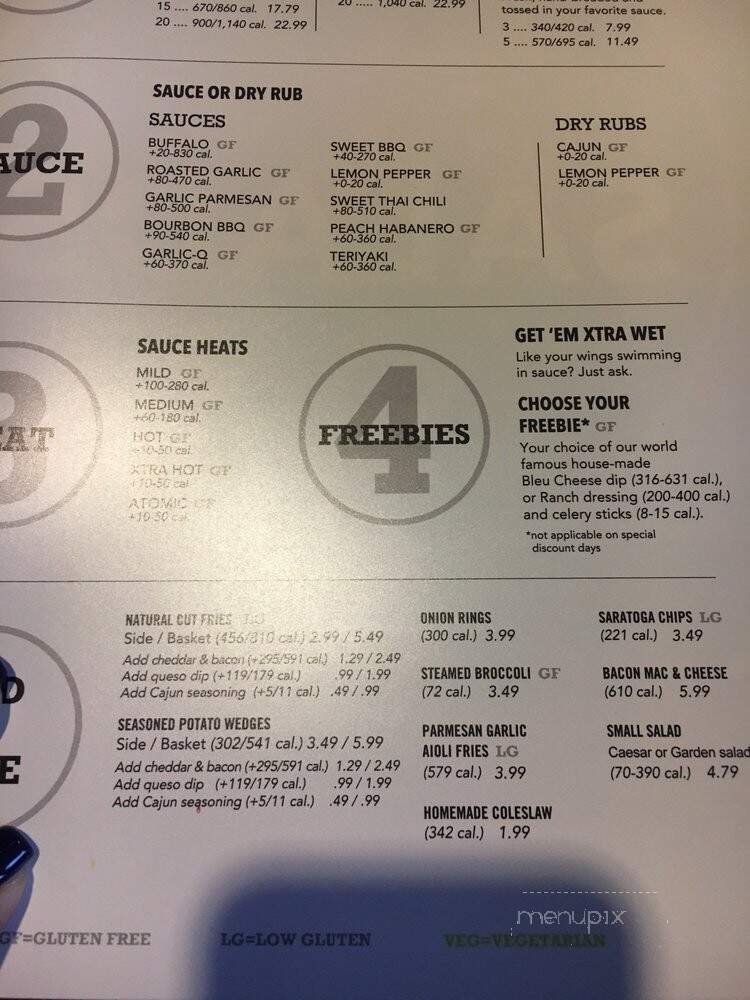 15 .... 670/860 cal. 17.79
20 .... 900/1,140 cal. 22.99
20 ..... 1,040 cal. 22.99
tossed in your favorite sauce.
3 .... 340/420 cal. 7.99
5 .... 570/695 cal. 11.49
2
AUCE
SAUCE OR DRY RUB
SAUCES
BUFFALO GF
+20-830 cal.
ROASTED GARLIC GF
+80-470 cal.
GARLIC PARMESAN GF
+80-500 cal.
BOURBON BBQ GF
+90-540 cal.
GARLIC-Q GF
+60-370 cal.
SWEET BBQ GF
+40-270 cal.
LEMON PEPPER GF
+0-20 cal.
SWEET THAI CHILI
+80-510 cal.
PEACH HABANERO GF
+60-360 cal.
TERIYAKI
+60-360 cal.
DRY RUBS
CAJUN GF
+0-20 cal.
LEMON PEPPER GF
+0-20 cal.
3
EAT
SAUCE HEATS
MILD GF
+100-280 cal.
MEDIUM GF
+60-180 cal.
HOT GF
+10-50 cal.
XTRA HOT GF
+10-50 cal.
ATOMIC GF
+10-50 cal.
4
FREEBIES
GET 'EM XTRA WET
Like your wings swimming
in sauce? Just ask.
CHOOSE YOUR
FREEBIE* GF
Your choice of our world
famous house-made
Bleu Cheese dip (316-631 cal.),
or Ranch dressing (200-400 cal.)
and celery sticks (8-15 cal.).
*not applicable on special
discount days
D
E
NATURAL CUT FRIES LG
Side / Basket (456/810 cal.) 2.99 / 5.49
Add cheddar & bacon (+295/591 cal.) 1.29 / 2.49
Add queso dip (+119/179 cal.) .99 / 1.99
Add Cajun seasoning (+5/11 cal.) .49 / .99
SEASONED POTATO WEDGES
Side / Basket (302/541 cal.) 3.49 / 5.99
Add cheddar & bacon (+295/591 cal.) 1.29 / 2.49
Add queso dip (+119/179 cal.) .99 / 1.99
Add Cajun seasoning (+5/11 cal.) .49 / .99
ONION RINGS
(300 cal.) 3.99
STEAMED BROCCOLI GF
(72 cal.) 3.49
PARMESAN GARLIC
AIOLI FRIES LG
(579 cal.) 3.99
HOMEMADE COLESLAW
(342 cal.) 1.99
SARATOGA CHIPS LG
(221 cal.) 3.49
BACON MAC & CHEESE
(610 cal.) 5.99
SMALL SALAD
Caesar or Garden salad
(70-390 cal.) 4.79
menupix
GF=GLUTEN FREE
LG=LOW GLUTEN
VEG=VEGETARIAN